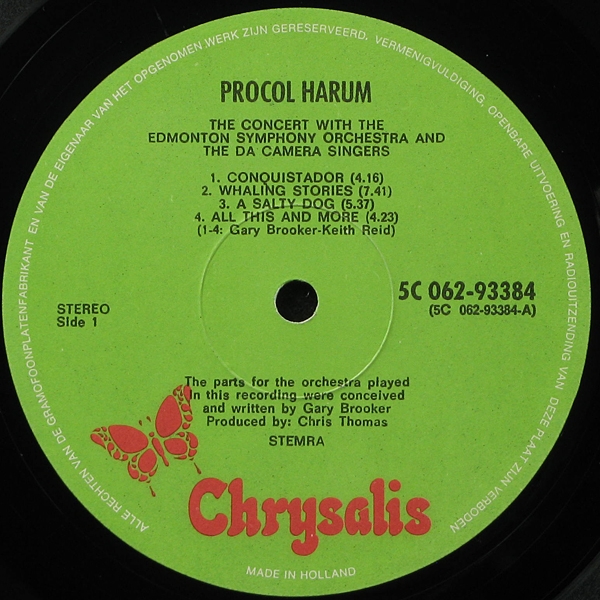 ALLE RECHTEN VAN DE GRAMOFOONPLATENFABRIKANT EN VAN DE EIGENAAR VAN HET OPGENOMEN WERK ZIJN GERESERVEERD. VERMENIGVULDIGING, OPENBARE UITVOERING EN RADIOUITZENDING VAN DEZE PLAAT ZIJN VERBODEN
PROCOL HARUM
THE CONCERT WITH THE
EDMONTON SYMPHONY ORCHESTRA AND
THE DA CAMERA SINGERS
1. CONQUISTADOR (4.16)
2. WHALING STORIES (7.41)
3. A SALTY DOG (5.37)
4. ALL THIS AND MORE (4.23)
(1-4: Gary Brooker-Keith Reid)
5C 062-93384
(5C 062-93384-A)
STEREO
Side 1
The parts for the orchestra played
in this recording were conceived
and written by Gary Brooker
Produced by: Chris Thomas
STEMRA
Chrysalis
MADE IN HOLLAND